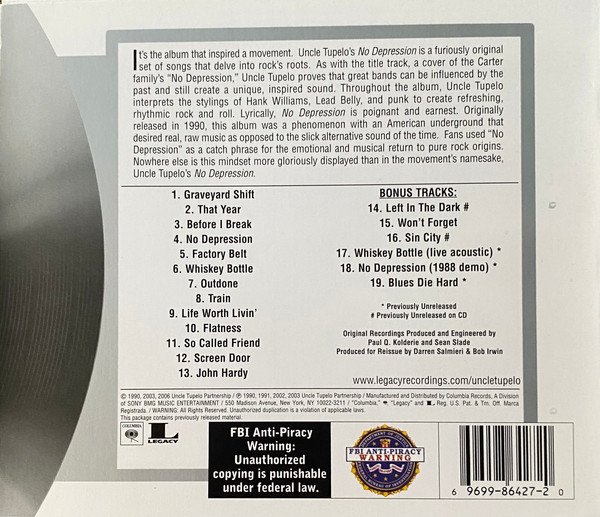 It's the album that inspired a movement. Uncle Tupelo's No Depression is a furiously original
set of songs that delve into rock's roots. As with the title track, a cover of the Carter
family's "No Depression," Uncle Tupelo proves that great bands can be influenced by the
past and still create a unique, inspired sound. Throughout the album, Uncle Tupelo
interprets the stylings of Hank Williams, Lead Belly, and punk to create refreshing,
rhythmic rock and roll. Lyrically, No Depression is poignant and earnest. Originally
released in 1990, this album was a phenomenon with an American underground that
desired real, raw music as opposed to the slick alternative sound of the time. Fans used "No
Depression" as a catch phrase for the emotional and musical return to pure rock origins.
Nowhere else is this mindset more gloriously displayed than in the movement's namesake,
Uncle Tupelo's No Depression.
1. Graveyard Shift
2. That Year
3. Before I Break
4. No Depression
5. Factory Belt
6. Whiskey Bottle
7. Outdone
8. Train
9. Life Worth Livin'
10. Flatness
11. So Called Friend
12. Screen Door
13. John Hardy
BONUS TRACKS:
14. Left In The Dark #
15. Won't Forget
16. Sin City #
17. Whiskey Bottle (live acoustic) *
18. No Depression (1988 demo) *
19. Blues Die Hard *
* Previously Unreleased
# Previously Unreleased on CD
Original Recordings Produced and Engineered by
Paul Q. Kolderie and Sean Slade
Produced for Reissue by Darren Salmieri & Bob Irwin
www.legacyrecordings.com/uncletupelo
© 1990, 2003, 2006 Uncle Tupelo Partnership / ℗ 1990, 1991, 2002, 2003 Uncle Tupelo Partnership / Manufactured and Distributed by Columbia Records, A Division
of SONY BMG MUSIC ENTERTAINMENT / 550 Madison Avenue, New York, NY 10022-3211 / "Columbia," "Legacy" and L Reg. U.S. Pat. & Tm. Off. Marca
Registrada. / WARNING: All Rights Reserved. Unauthorized duplication is a violation of applicable laws.
This package contains previously released material.
COLUMBIA
L
LEGACY
FBI Anti-Piracy
Warning:
Unauthorized
copying is punishable
under federal law.
FBI ANTI-PIRACY
WARNING
6 9699-86427-2 0